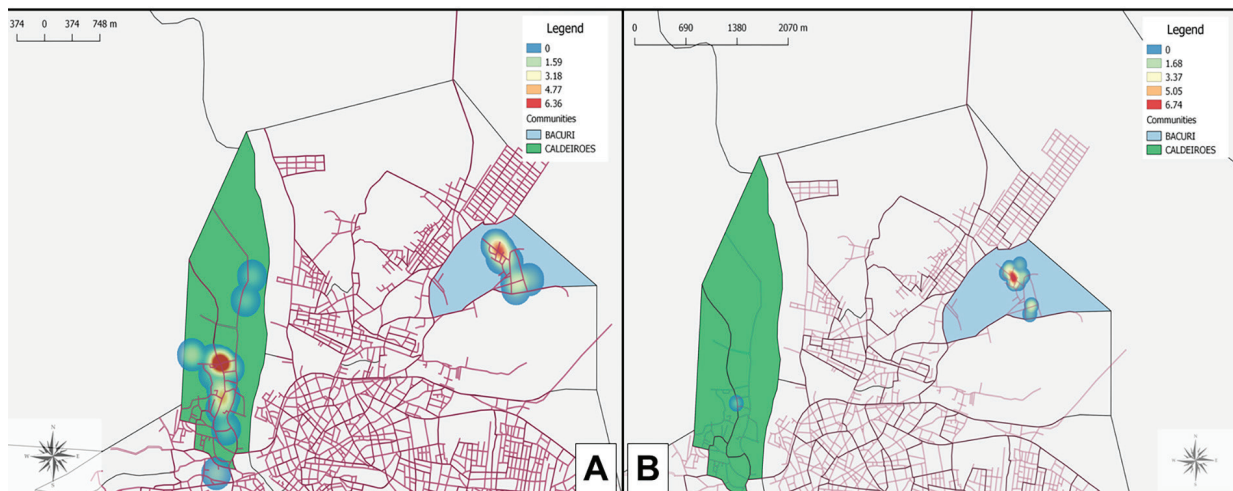 374 0 374 748 m
Legend
0
1.59
3.18
4.77
6.36
Communities
BACURI
CALDEIROES
N
W E
S
A
0 690 1380 2070 m
Legend
0
1.68
3.37
5.05
6.74
Communities
BACURI
CALDEIROES
B